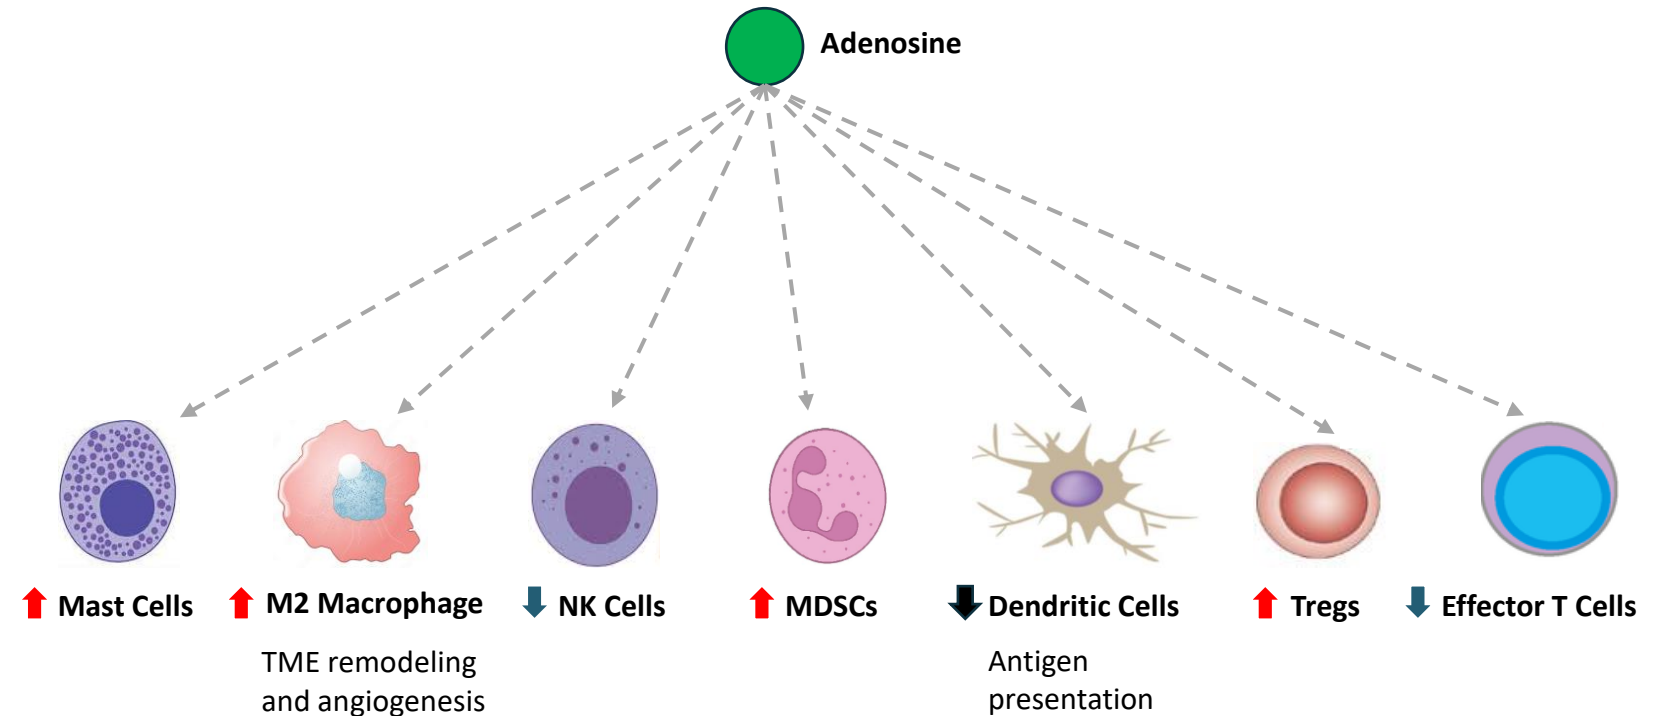 Adenosine
Mast Cells
M2 Macrophage
NK Cells
MDSCs
Dendritic Cells
Tregs
Effector T Cells
TME remodeling
and angiogenesis
Antigen
presentation